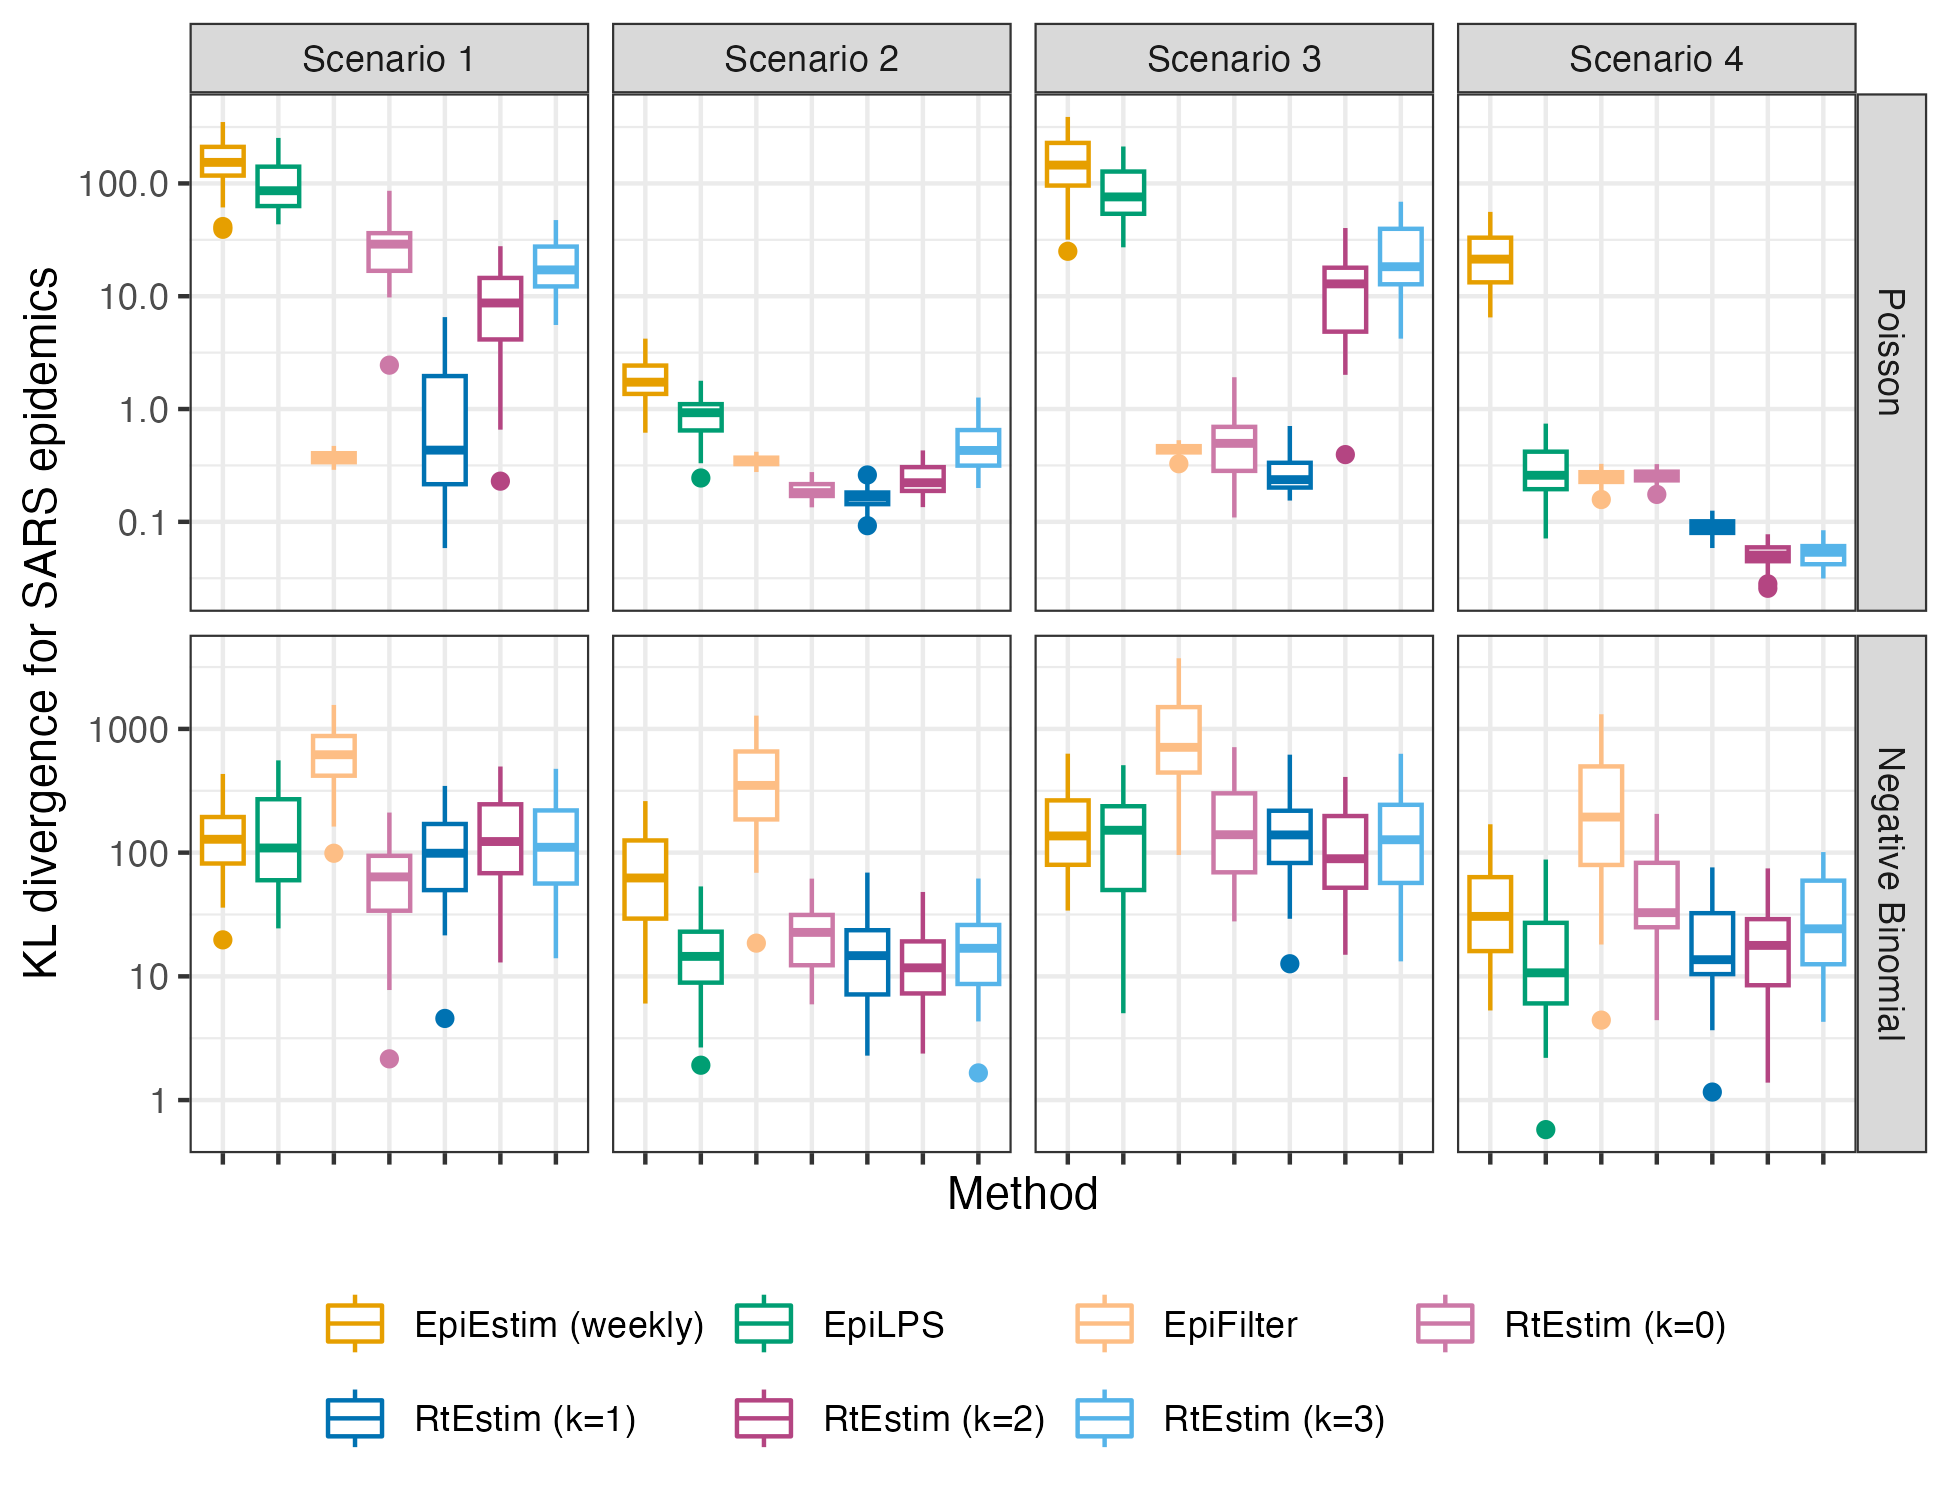 Scenario 1
Scenario 2
Scenario 3
Scenario 4
KL divergence for SARS epidemics
100.0
10.0
1.0
0.1
Poisson
1000
100
10
1
Negative Binomial
Method
EpiEstim (weekly)
EpiLPS
EpiFilter
RtEstim (k=0)
RtEstim (k=1)
RtEstim (k=2)
RtEstim (k=3)